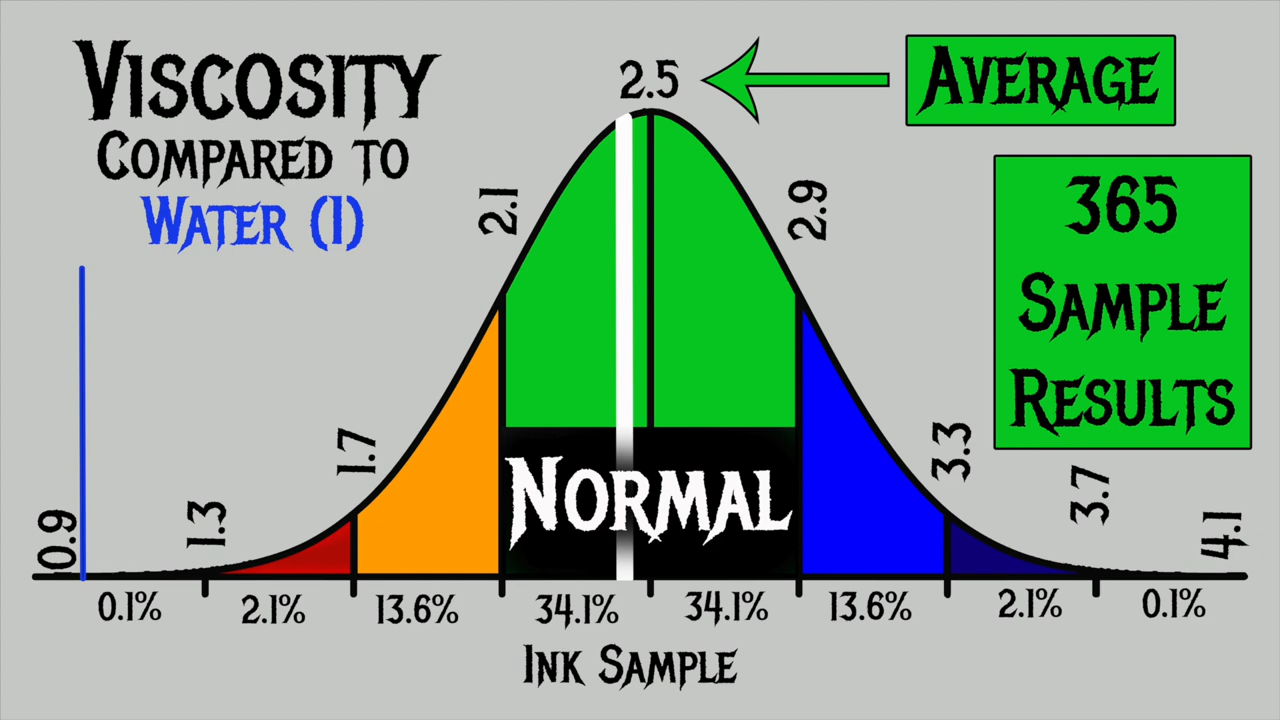 VISCOSITY
COMPARED TO
WATER (1)
2.5
AVERAGE
365
SAMPLE
RESULTS
0.9
1.3
1.7
2.1
2.9
3.3
3.7
4.1
NORMAL
0.1%
2.1%
13.6%
34.1%
34.1%
13.6%
2.1%
0.1%
INK SAMPLE